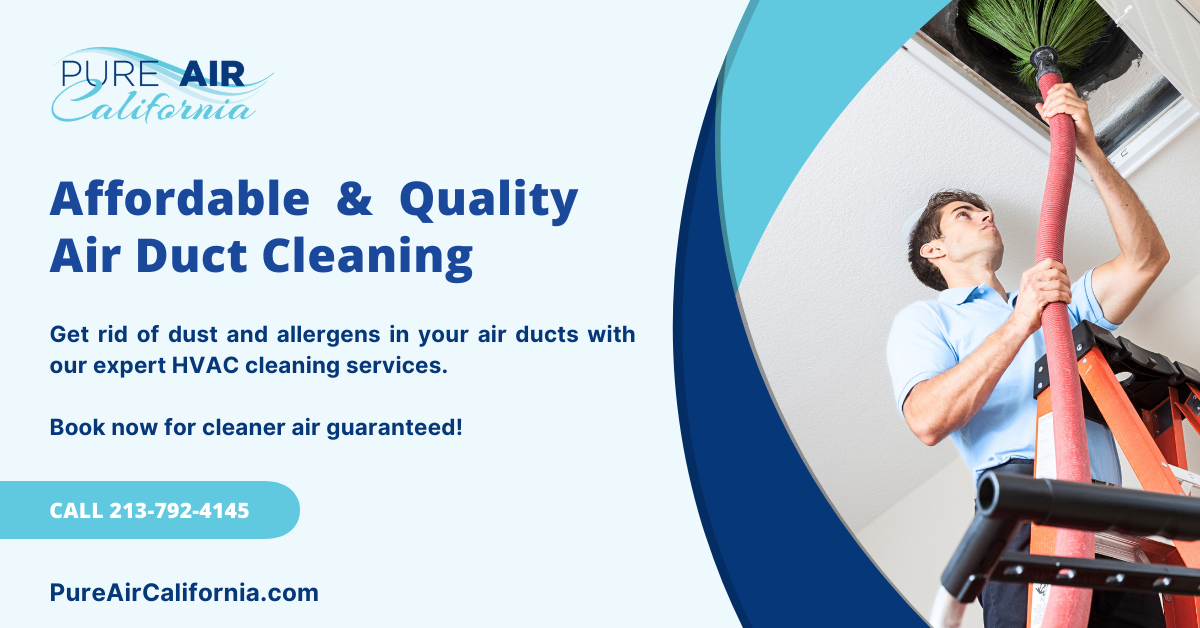 PURE AIR
California
Affordable & Quality
Air Duct Cleaning
Get rid of dust and allergens in your air ducts with
our expert HVAC cleaning services.
Book now for cleaner air guaranteed!
CALL 213-792-4145
PureAirCalifornia.com